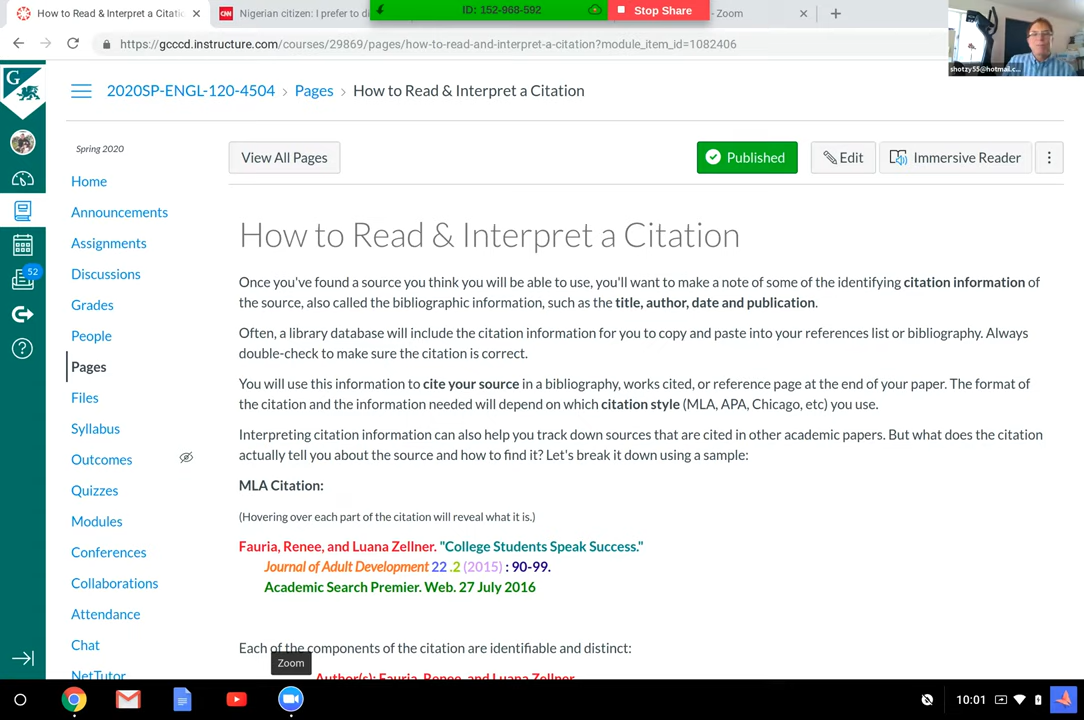 How to Read & Interpret a Citatio
CNN
Nigerian citizen: I prefer to d
ID: 152-968-592
Stop Share
- Zoom
https://gcccd.instructure.com/courses/29869/pages/how-to-read-and-interpret-a-citation?module_item_id=1082406
shotzy55@hotmail.c...
G
2020SP-ENGL-120-4504 › Pages › How to Read & Interpret a Citation
Spring 2020
View All Pages
Published
Edit
Immersive Reader
Home
Announcements
Assignments
Discussions
52
Grades
People
Pages
Files
Syllabus
Outcomes
Quizzes
Modules
Conferences
Collaborations
Attendance
Chat
NetTutor
How to Read & Interpret a Citation
Once you've found a source you think you will be able to use, you'll want to make a note of some of the identifying citation information of
the source, also called the bibliographic information, such as the title, author, date and publication.
Often, a library database will include the citation information for you to copy and paste into your references list or bibliography. Always
double-check to make sure the citation is correct.
You will use this information to cite your source in a bibliography, works cited, or reference page at the end of your paper. The format of
the citation and the information needed will depend on which citation style (MLA, APA, Chicago, etc) you use.
Interpreting citation information can also help you track down sources that are cited in other academic papers. But what does the citation
actually tell you about the source and how to find it? Let's break it down using a sample:
MLA Citation:
(Hovering over each part of the citation will reveal what it is.)
Fauria, Renee, and Luana Zellner. "College Students Speak Success."
Journal of Adult Development 22 .2 (2015) : 90-99.
Academic Search Premier. Web. 27 July 2016
Each of the components of the citation are identifiable and distinct:
Zoom
Author(s): Fauria, Renee, and Luana Zellner
10:01